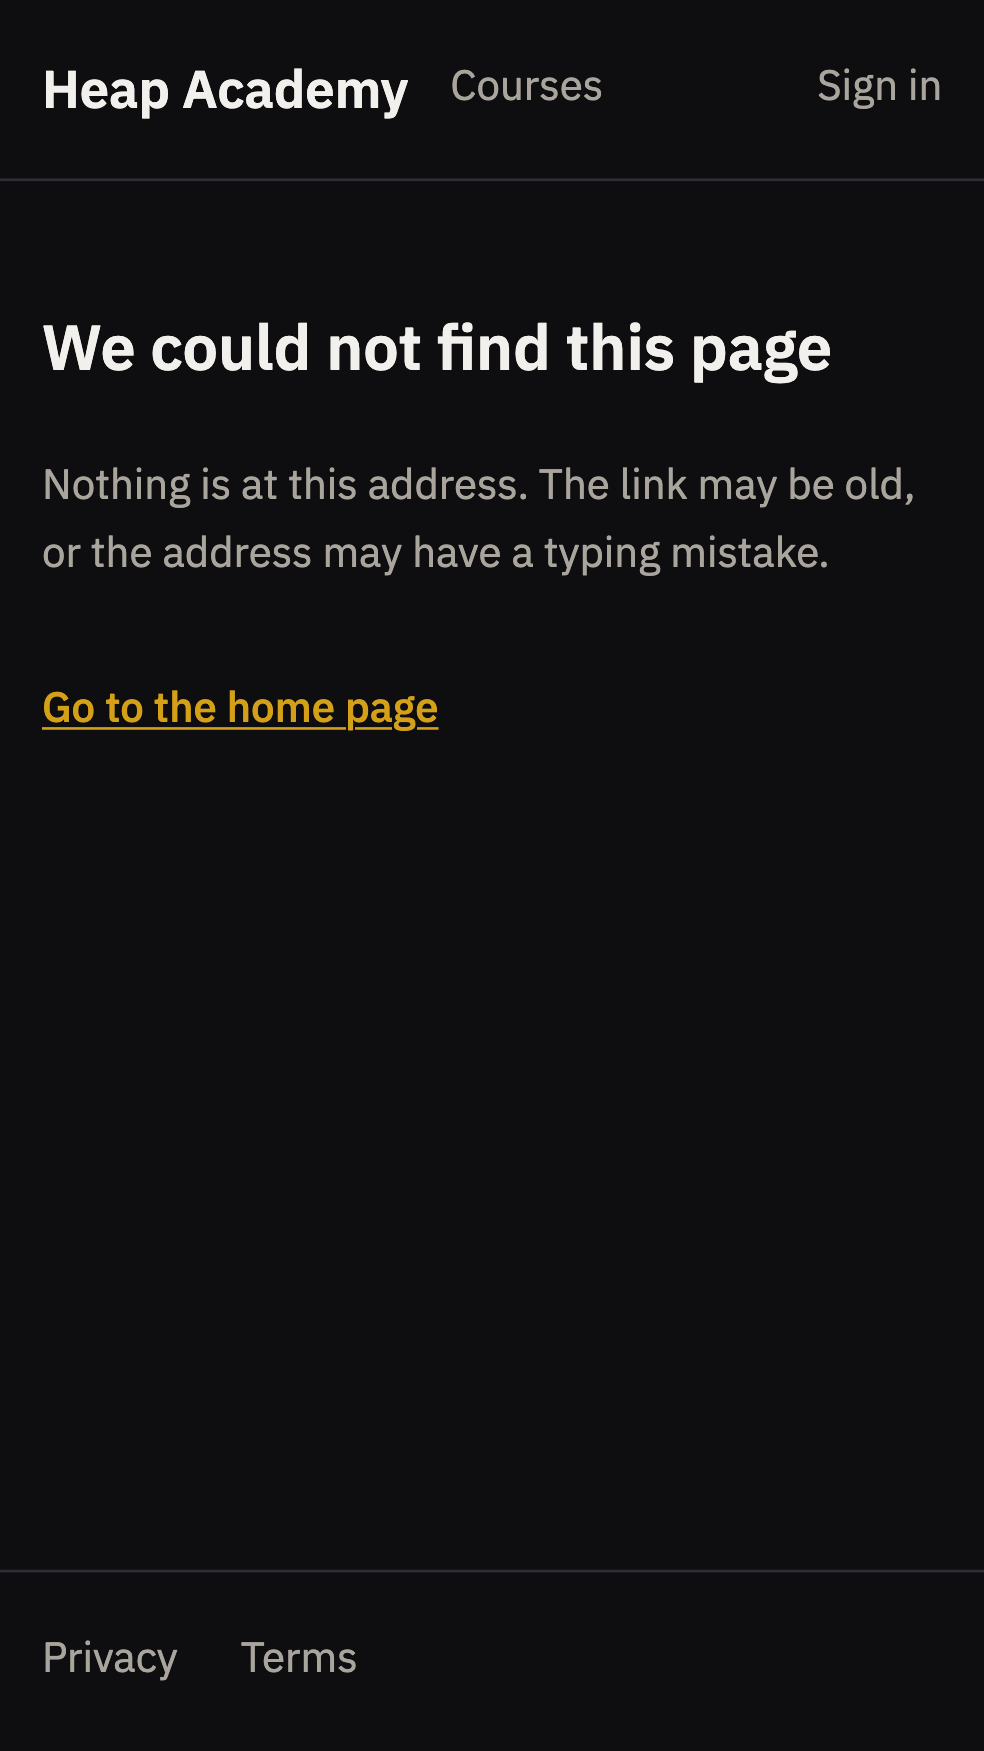 Heap Academy Courses Sign in
We could not find this page
Nothing is at this address. The link may be old,
or the address may have a typing mistake.
Go to the home page
Privacy Terms